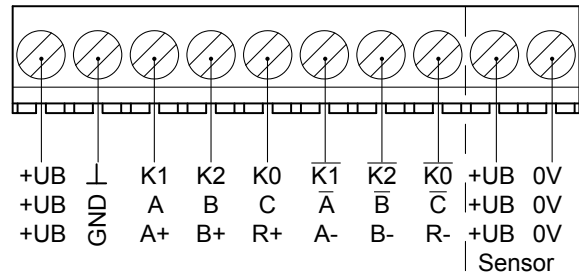 +UB ⊥ K1 K2 K0 K̅1̅ K̅2̅ K̅0̅ +UB 0V
+UB GND A B C A̅ B̅ C̅ +UB 0V
+UB A+ B+ R+ A- B- R- +UB 0V
Sensor